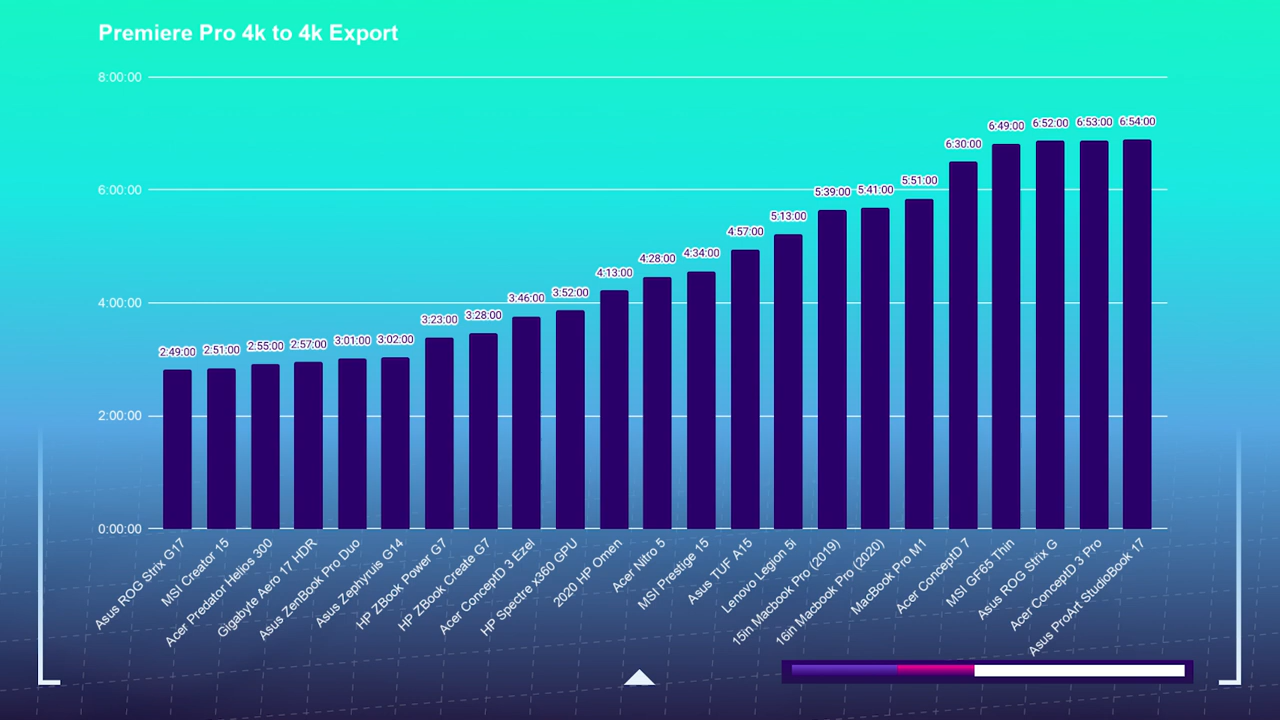 Premiere Pro 4k to 4k Export
8:00:00
6:00:00
4:00:00
2:00:00
0:00:00
2:49:00
2:51:00
2:55:00
2:57:00
3:01:00
3:02:00
3:23:00
3:28:00
3:46:00
3:52:00
4:13:00
4:28:00
4:34:00
4:57:00
5:13:00
5:39:00
5:41:00
5:51:00
6:30:00
6:49:00
6:52:00
6:53:00
6:54:00
Asus ROG Strix G17
MSI Creator 15
Acer Predator Helios 300
Gigabyte Aero 17 HDR
Asus ZenBook Pro Duo
Asus Zephyrus G14
HP ZBook Power G7
HP ZBook Create G7
Acer ConceptD 3 Ezel
HP Spectre x360 GPU
2020 HP Omen
Acer Nitro 5
MSI Prestige 15
Asus TUF A15
Lenovo Legion 5i
15in Macbook Pro (2019)
16in Macbook Pro (2020)
MacBook Pro M1
Acer ConceptD 7
MSI GF65 Thin
Asus ROG Strix G
Acer ConceptD 3 Pro
Asus ProArt StudioBook 17